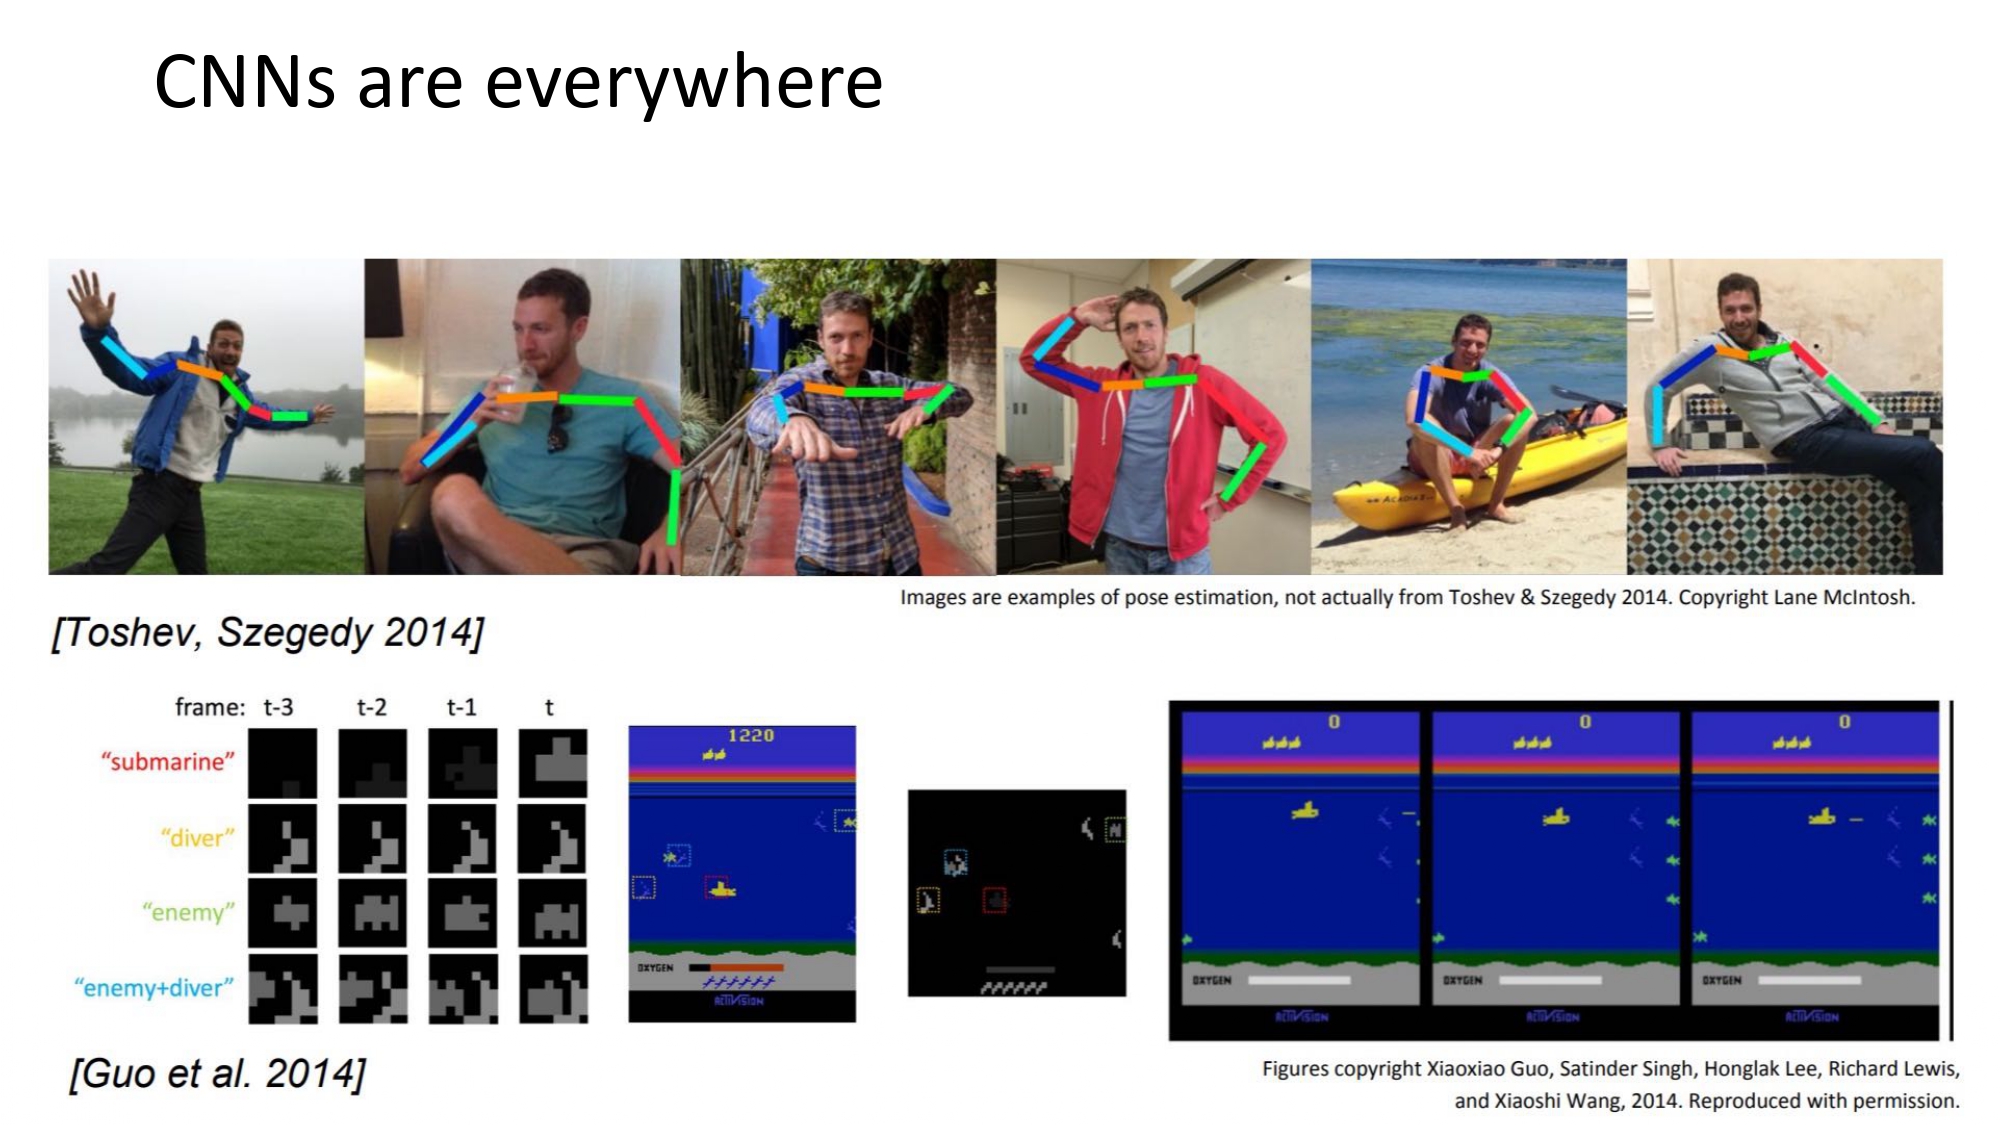 CNNs are everywhere
ACADIA
Images are examples of pose estimation, not actually from Toshev & Szegedy 2014. Copyright Lane McIntosh.
[Toshev, Szegedy 2014]
frame: t-3 t-2 t-1 t
“submarine”
“diver”
“enemy”
“enemy+diver”
1220
OXYGEN
ACTIVISION
0 0 0
OXYGEN OXYGEN OXYGEN
ACTIVISION ACTIVISION ACTIVISION
[Guo et al. 2014]
Figures copyright Xiaoxiao Guo, Satinder Singh, Honglak Lee, Richard Lewis,
and Xiaoshi Wang, 2014. Reproduced with permission.